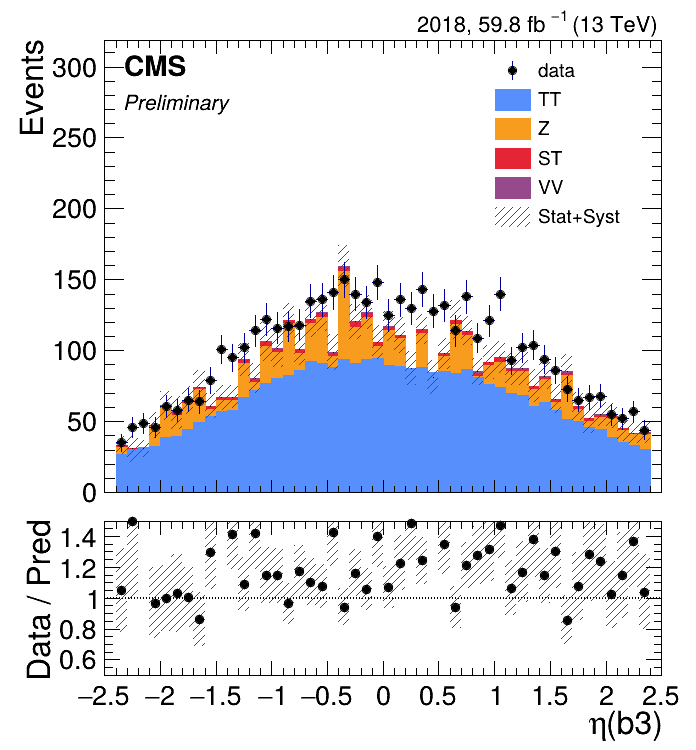 2018, 59.8 fb⁻¹ (13 TeV)
Events
300
250
200
150
100
50
0
CMS
Preliminary
data
TT
Z
ST
VV
Stat+Syst
Data / Pred
1.4
1.2
1
0.8
0.6
−2.5 −2 −1.5 −1 −0.5 0 0.5 1 1.5 2 2.5
η(b3)